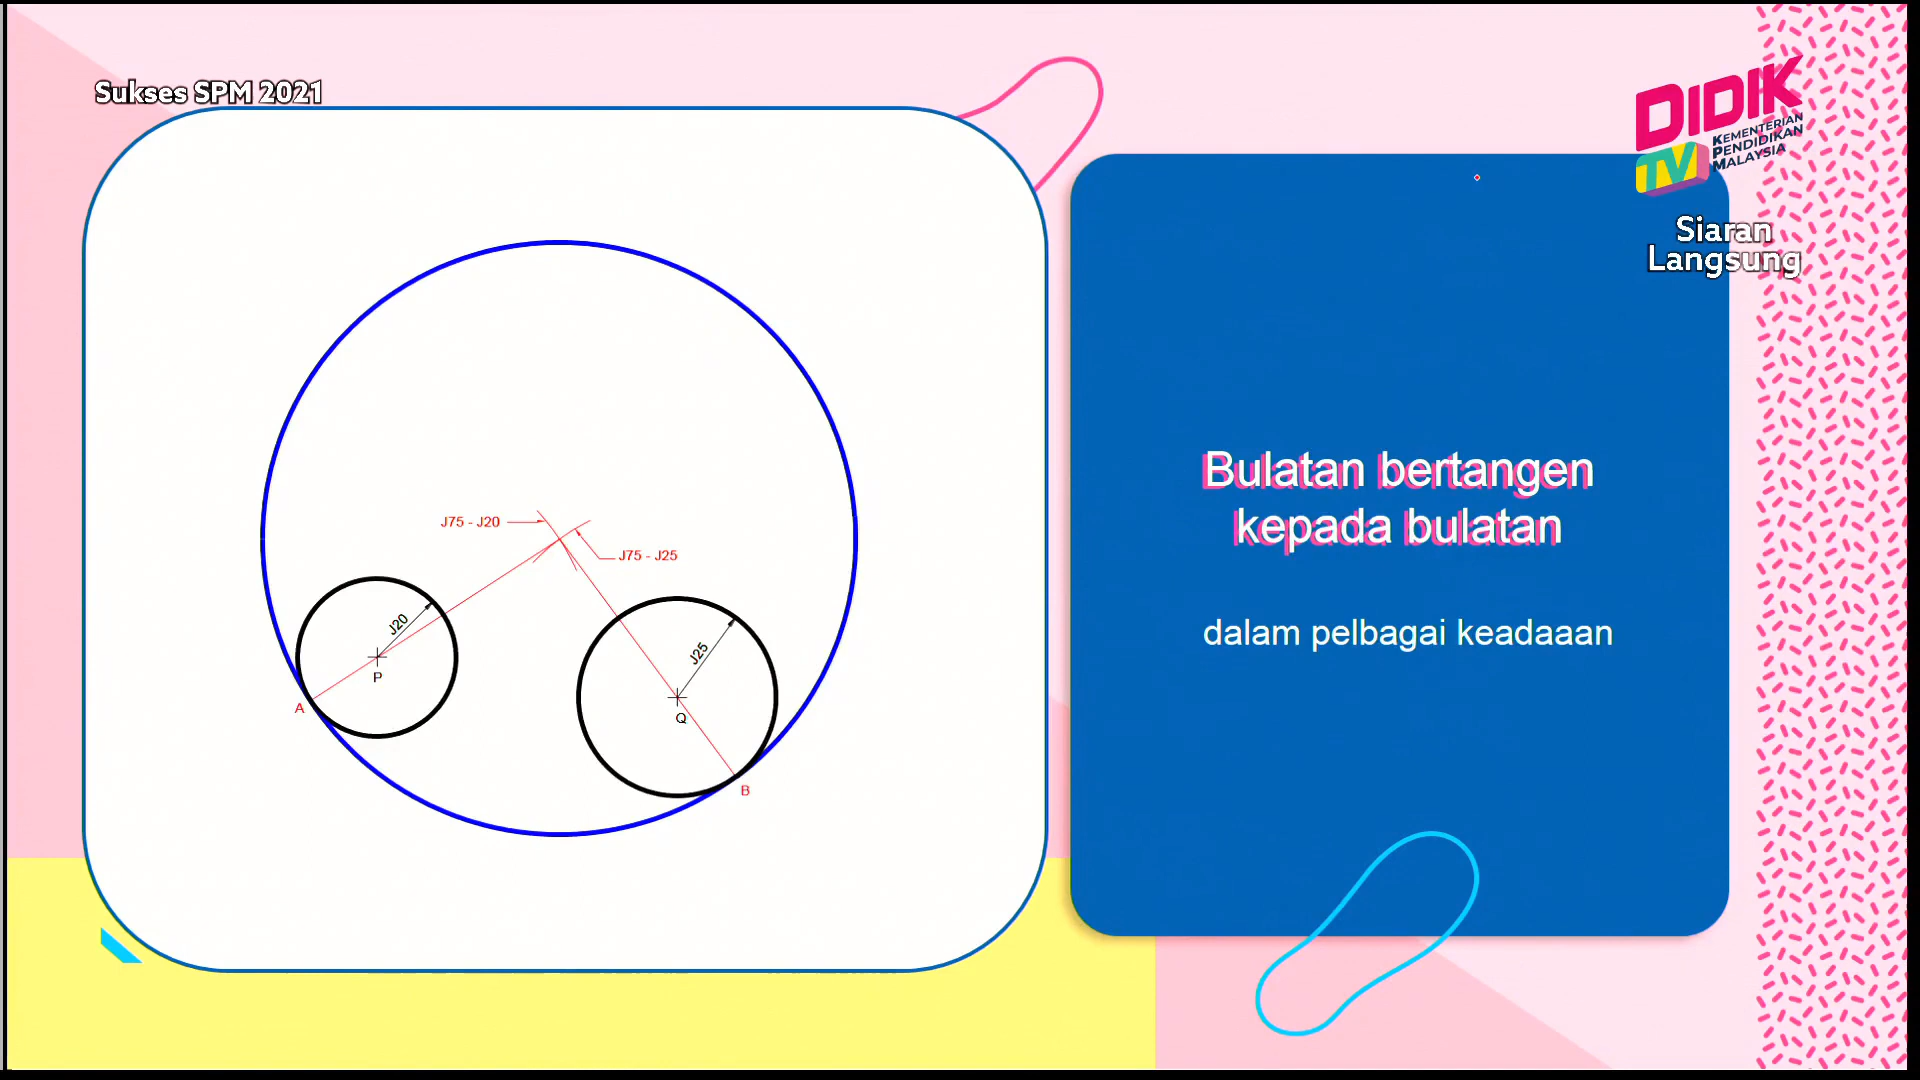 Sukses SPM 2021
DIDIK
TV
KEMENTERIAN
PENDIDIKAN
MALAYSIA
Siaran
Langsung
J75 - J20
J75 - J25
J20
P
A
J25
Q
B
Bulatan bertangen
kepada bulatan
dalam pelbagai keadaaan